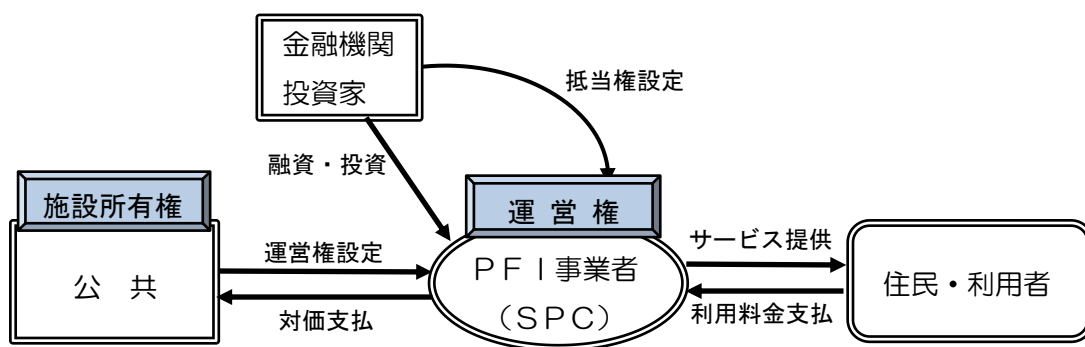 金融機関
投資家
抵当権設定
融資・投資
施設所有権
運 営 権
公 共
運営権設定
対価支払
PFI事業者
(SPC)
サービス提供
利用料金支払
住民・利用者